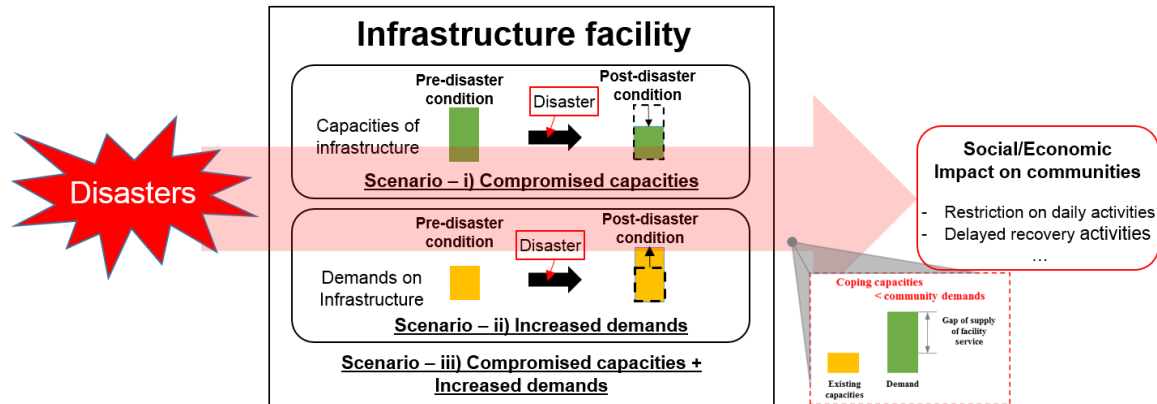 Infrastructure facility
Disasters
Pre-disaster
condition
Disaster
Post-disaster
condition
Capacities of
infrastructure
Scenario – i) Compromised capacities
Pre-disaster
condition
Disaster
Post-disaster
condition
Demands on
Infrastructure
Scenario – ii) Increased demands
Scenario – iii) Compromised capacities +
Increased demands
Social/Economic
Impact on communities
- Restriction on daily activities
- Delayed recovery activities
...
Coping capacities
< community demands
Gap of supply
of facility
service
Existing
capacities
Demand